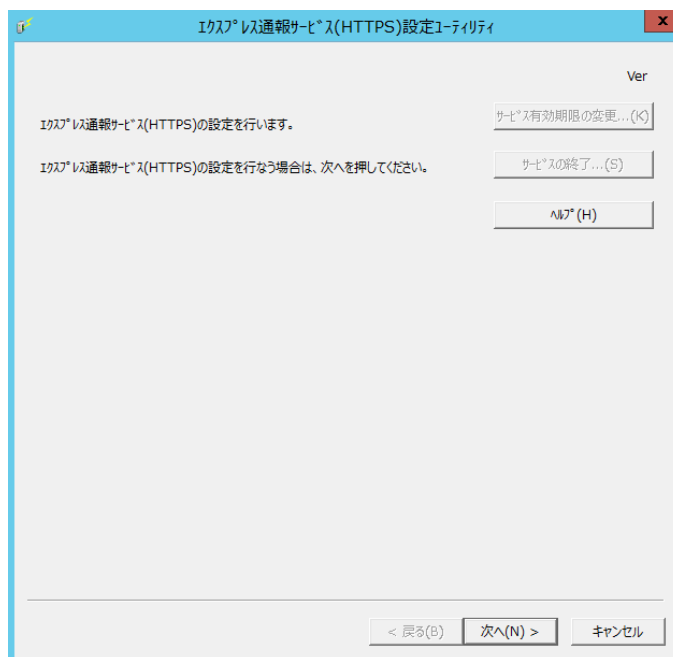 ｴｸｽﾌﾟﾚｽ通報ｻｰﾋﾞｽ(HTTPS)設定ﾕｰﾃｨﾘﾃｨ
x
Ver
ｴｸｽﾌﾟﾚｽ通報ｻｰﾋﾞｽ(HTTPS)の設定を行います。
ｻｰﾋﾞｽ有効期限の変更...(K)
ｴｸｽﾌﾟﾚｽ通報ｻｰﾋﾞｽ(HTTPS)の設定を行なう場合は、次へを押してください。
ｻｰﾋﾞｽの終了...(S)
ﾍﾙﾌﾟ(H)
< 戻る(B)
次へ(N) >
キャンセル